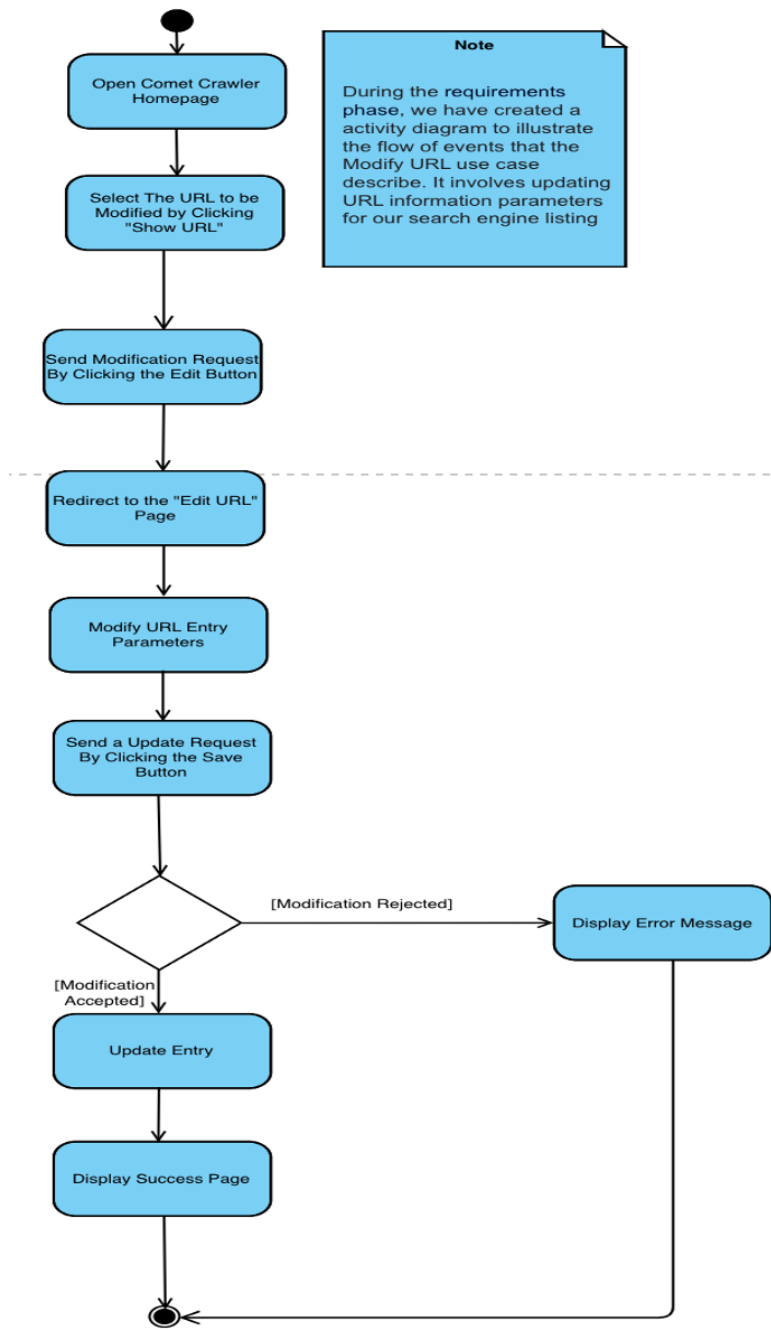 Open Comet Crawler
Homepage
Note
During the requirements
phase, we have created a
activity diagram to illustrate
the flow of events that the
Modify URL use case
describe. It involves updating
URL information parameters
for our search engine listing
Select The URL to be
Modified by Clicking
"Show URL"
Send Modification Request
By Clicking the Edit Button
Redirect to the "Edit URL"
Page
Modify URL Entry
Parameters
Send a Update Request
By Clicking the Save
Button
[Modification Rejected]
Display Error Message
[Modification
Accepted]
Update Entry
Display Success Page